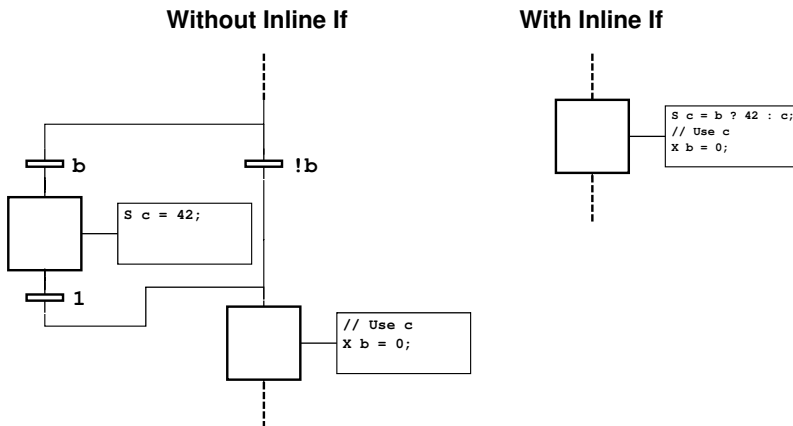 Without Inline If
With Inline If
b
!b
S c = 42;
1
// Use c
X b = 0;
S c = b ? 42 : c;
// Use c
X b = 0;